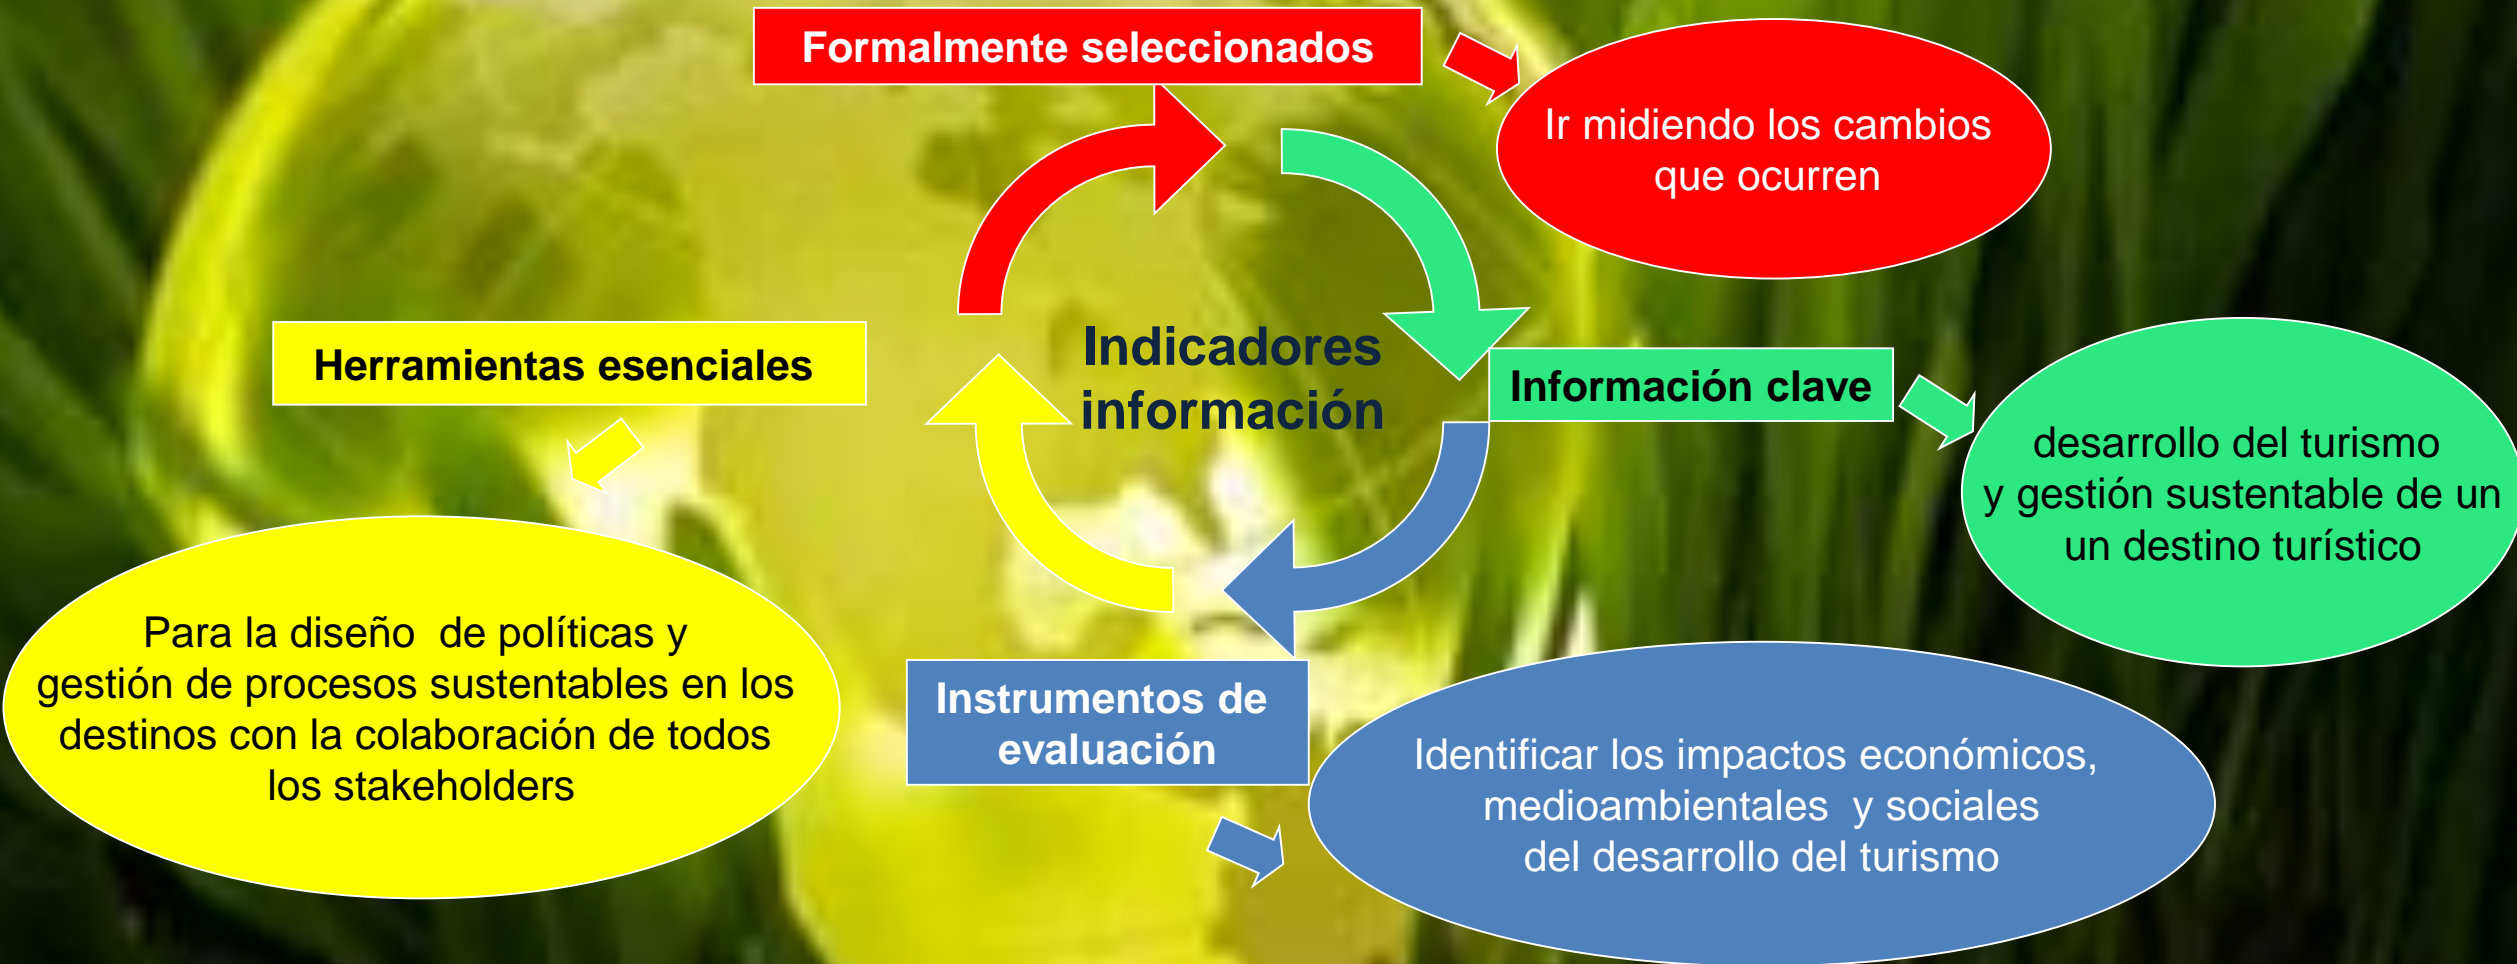 Formalmente seleccionados
Ir midiendo los cambios
que ocurren
Indicadores
información
Herramientas esenciales
Información clave
desarrollo del turismo
y gestión sustentable de un
un destino turístico
Para la diseño de políticas y
gestión de procesos sustentables en los
destinos con la colaboración de todos
los stakeholders
Instrumentos de
evaluación
Identificar los impactos económicos,
medioambientales y sociales
del desarrollo del turismo